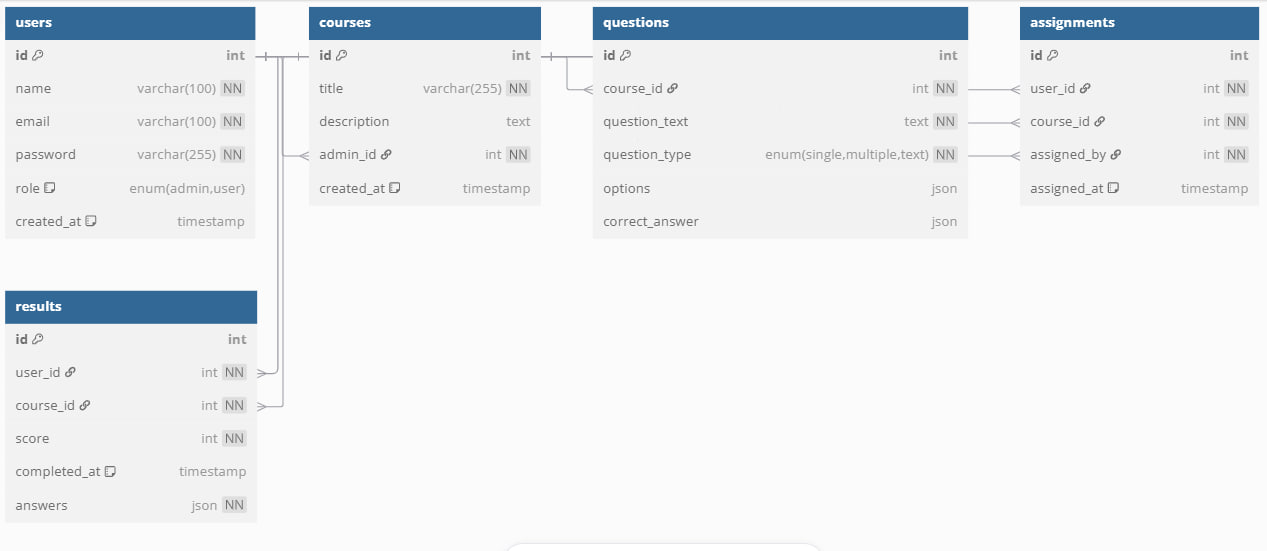 users
id int
name varchar(100) NN
email varchar(100) NN
password varchar(255) NN
role enum(admin,user)
created_at timestamp
courses
id int
title varchar(255) NN
description text
admin_id int NN
created_at timestamp
questions
id int
course_id int NN
question_text text NN
question_type enum(single,multiple,text) NN
options json
correct_answer json
assignments
id int
user_id int NN
course_id int NN
assigned_by int NN
assigned_at timestamp
results
id int
user_id int NN
course_id int NN
score int NN
completed_at timestamp
answers json NN